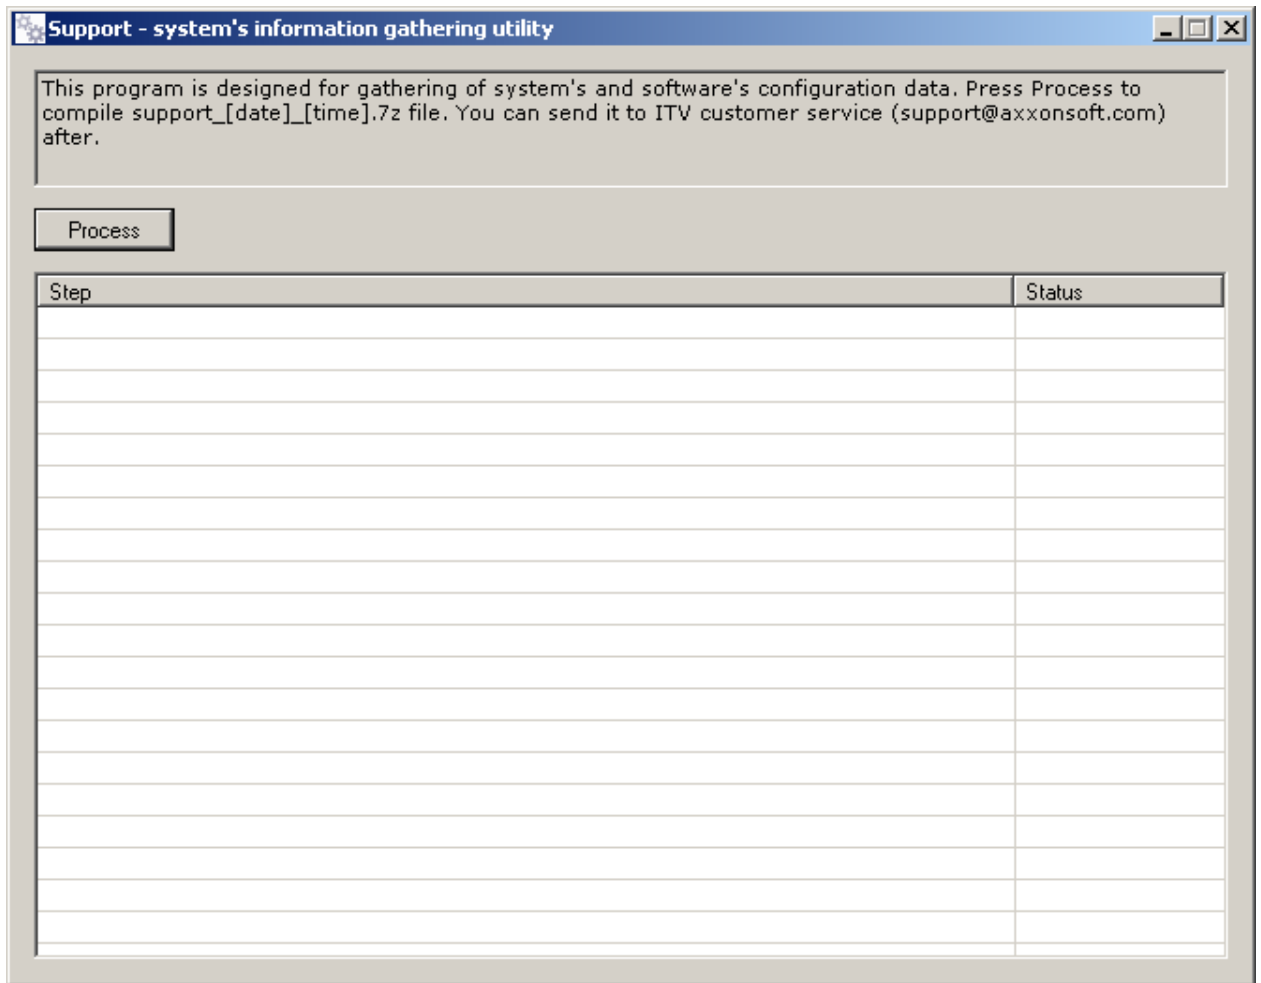 Support - system's information gathering utility
This program is designed for gathering of system's and software's configuration data. Press Process to
compile support_[date]_[time].7z file. You can send it to ITV customer service (support@axxonsoft.com)
after.
Process
Step Status